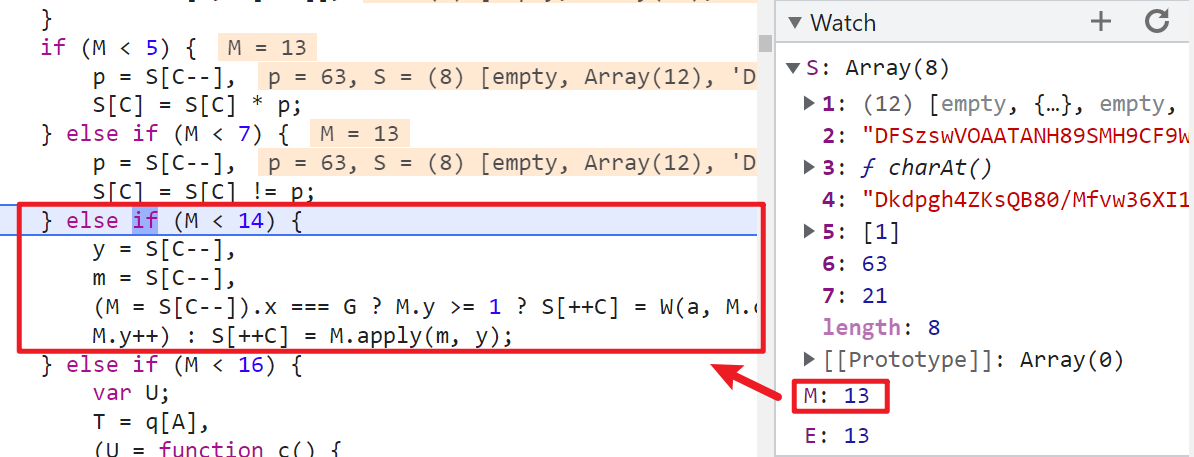 }
if (M < 5) { M = 13
p = S[C--], p = 63, S = (8) [empty, Array(12), 'D
S[C] = S[C] * p;
} else if (M < 7) { M = 13
p = S[C--], p = 63, S = (8) [empty, Array(12), 'D
S[C] = S[C] != p;
} else if (M < 14) {
y = S[C--],
m = S[C--],
(M = S[C--]).x === G ? M.y >= 1 ? S[++C] = W(a, M.c
M.y++) : S[++C] = M.apply(m, y);
} else if (M < 16) {
var U;
T = q[A],
(U = function c() {
Watch
S: Array(8)
1: (12) [empty, {…}, empty,
2: "DFSzswVOAATANH89SMH9CF9W
3: ƒ charAt()
4: "Dkdpgh4ZKsQB80/Mfvw36XI1
5: [1]
6: 63
7: 21
length: 8
[[Prototype]]: Array(0)
M: 13
E: 13